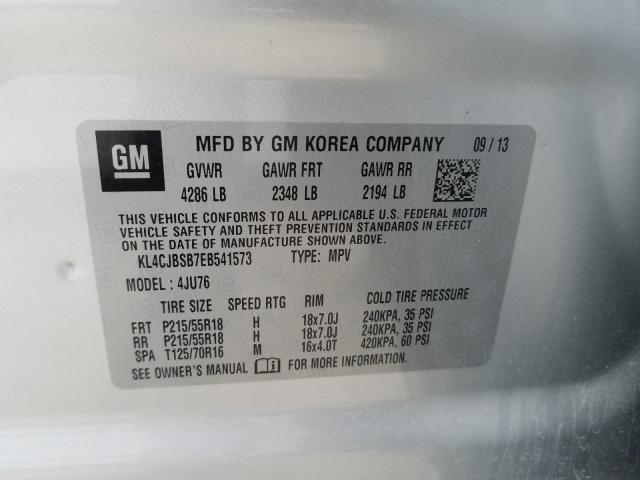 GM MFD BY GM KOREA COMPANY 09 / 13
GVWR GAWR FRT GAWR RR
4286 LB 2348 LB 2194 LB
THIS VEHICLE CONFORMS TO ALL APPLICABLE U.S. FEDERAL MOTOR
VEHICLE SAFETY AND THEFT PREVENTION STANDARDS IN EFFECT
ON THE DATE OF MANUFACTURE SHOWN ABOVE.
KL4CJBSB7EB541573 TYPE: MPV
MODEL : 4JU76
TIRE SIZE SPEED RTG RIM COLD TIRE PRESSURE
FRT P215/55R18 H 18x7.0J 240KPA, 35 PSI
RR P215/55R18 H 18x7.0J 240KPA, 35 PSI
SPA T125/70R16 M 16x4.0T 420KPA, 60 PSI
SEE OWNER'S MANUAL FOR MORE INFORMATION.